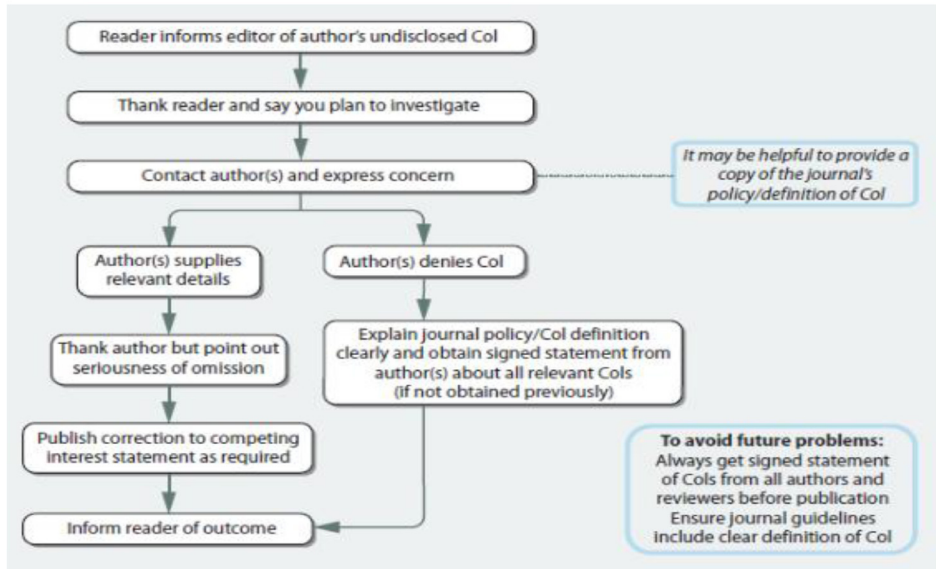 Reader informs editor of author's undisclosed CoI
Thank reader and say you plan to investigate
Contact author(s) and express concern
It may be helpful to provide a
copy of the journal's
policy/definition of CoI
Author(s) supplies
relevant details
Author(s) denies CoI
Thank author but point out
seriousness of omission
Explain journal policy/CoI definition
clearly and obtain signed statement from
author(s) about all relevant CoIs
(if not obtained previously)
Publish correction to competing
interest statement as required
Inform reader of outcome
To avoid future problems:
Always get signed statement
of CoIs from all authors and
reviewers before publication
Ensure journal guidelines
include clear definition of CoI